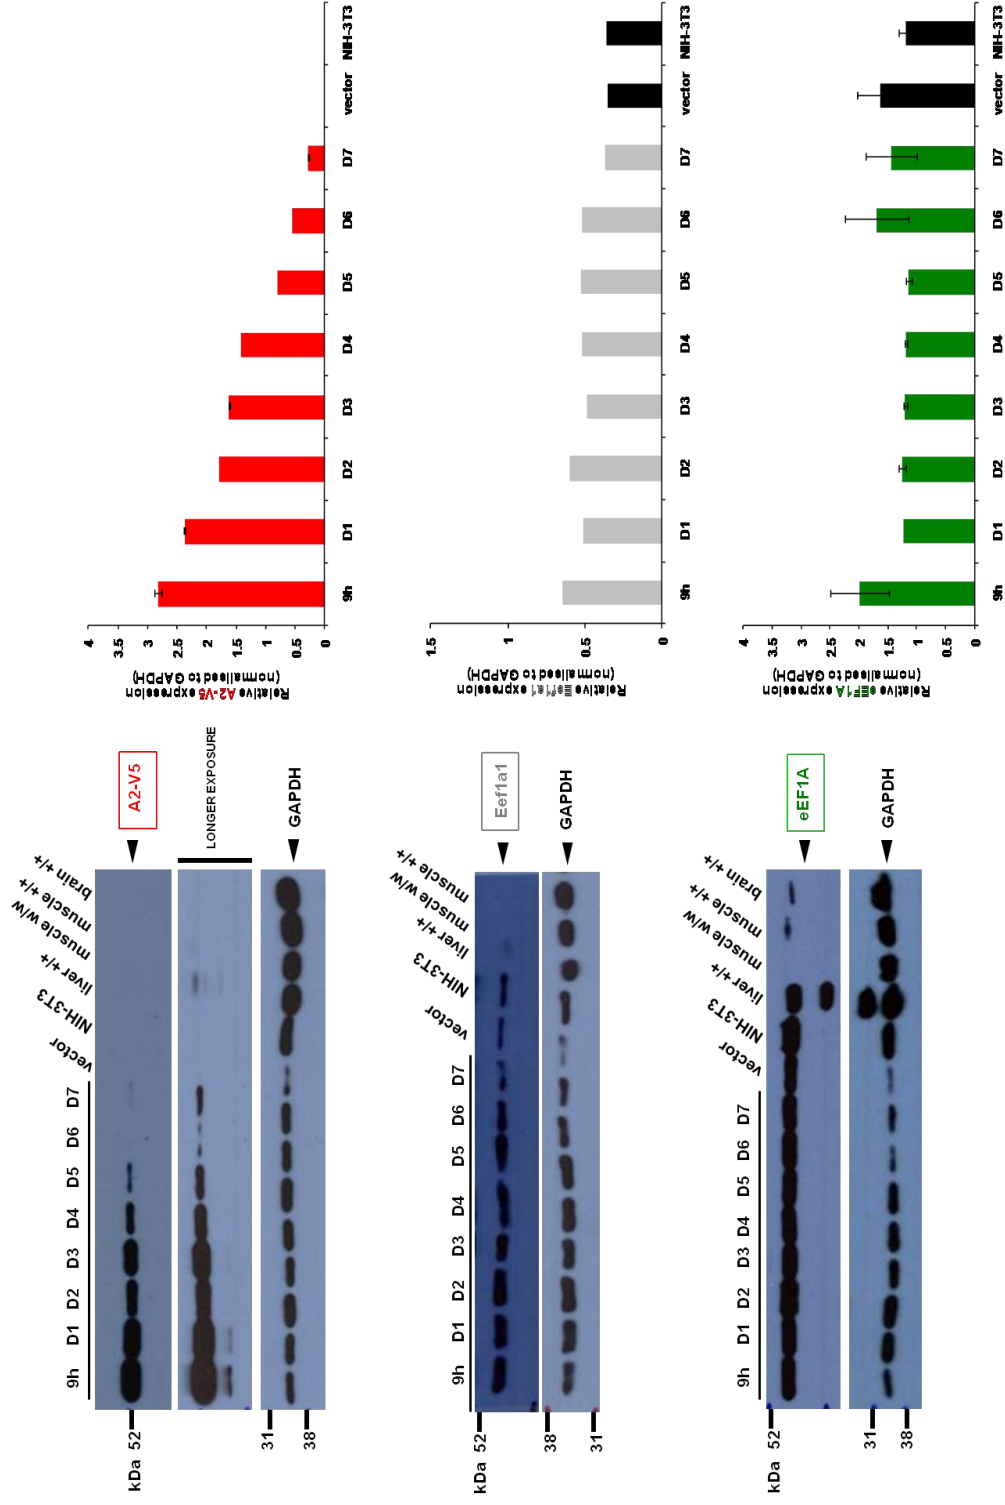 9h D1 D2 D3 D4 D5 D6 D7 vector NIH-3T3 liver +/+ muscle w/w muscle +/+ brain +/+
kDa 52
A2-V5
LONGER EXPOSURE
31
38
GAPDH
Relative A2-V5 expression
(normalised to GAPDH)
4
3.5
3
2.5
2
1.5
1
0.5
0
9h D1 D2 D3 D4 D5 D6 D7 vector NIH-3T3
9h D1 D2 D3 D4 D5 D6 D7 vector NIH-3T3 liver +/+ muscle w/w muscle +/+
kDa 52
Eef1a1
38
31
GAPDH
Relative Eef1a1 expression
(normalised to GAPDH)
1.5
1
0.5
0
9h D1 D2 D3 D4 D5 D6 D7 vector NIH-3T3
9h D1 D2 D3 D4 D5 D6 D7 vector NIH-3T3 liver +/+ muscle w/w muscle +/+ brain +/+
kDa 52
eEF1A
31
38
GAPDH
Relative eEF1A expression
(normalised to GAPDH)
4
3.5
3
2.5
2
1.5
1
0.5
0
9h D1 D2 D3 D4 D5 D6 D7 vector NIH-3T3